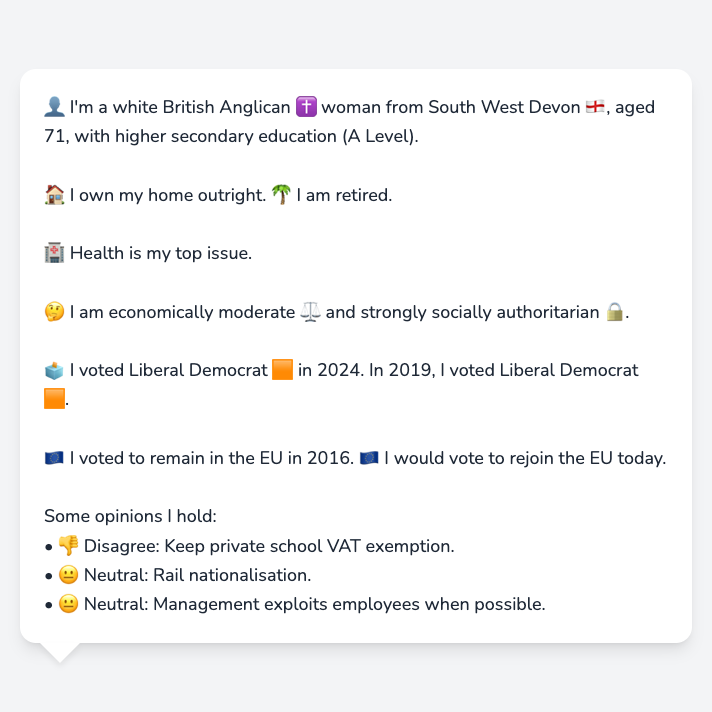 👤 I'm a white British Anglican ✝️ woman from South West Devon 🏴󠁧󠁢󠁥󠁮󠁧󠁿, aged
71, with higher secondary education (A Level).
🏠 I own my home outright. 🌴 I am retired.
🏥 Health is my top issue.
🤔 I am economically moderate ⚖️ and strongly socially authoritarian 🔒.
🗳️ I voted Liberal Democrat 🟧 in 2024. In 2019, I voted Liberal Democrat
🟧.
🇪🇺 I voted to remain in the EU in 2016. 🇪🇺 I would vote to rejoin the EU today.
Some opinions I hold:
• 👎 Disagree: Keep private school VAT exemption.
• 😐 Neutral: Rail nationalisation.
• 😐 Neutral: Management exploits employees when possible.